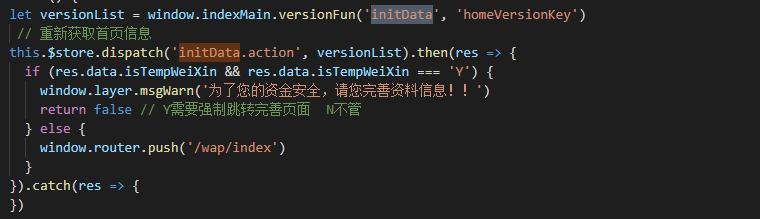 let versionList = window.indexMain.versionFun('initData', 'homeVersionKey')
// 重新获取首页信息
this.$store.dispatch('initData.action', versionList).then(res => {
if (res.data.isTempWeiXin && res.data.isTempWeiXin === 'Y') {
window.layer.msgWarn('为了您的资金安全，请您完善资料信息！！')
return false // Y需要强制跳转完善页面  N不管
} else {
window.router.push('/wap/index')
}
}).catch(res => {
})